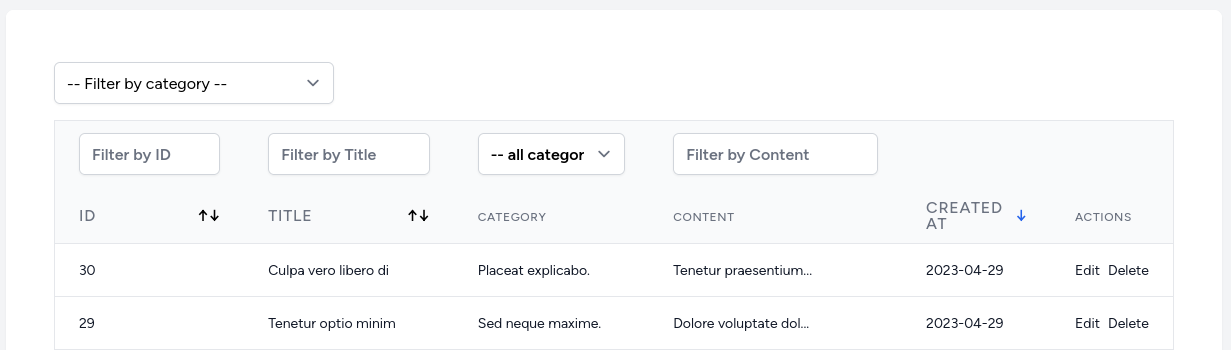 -- Filter by category --
Filter by ID Filter by Title -- all categor Filter by Content
ID TITLE CATEGORY CONTENT CREATED AT ACTIONS
30 Culpa vero libero di Placeat explicabo. Tenetur praesentium... 2023-04-29 Edit Delete
29 Tenetur optio minim Sed neque maxime. Dolore voluptate dol... 2023-04-29 Edit Delete